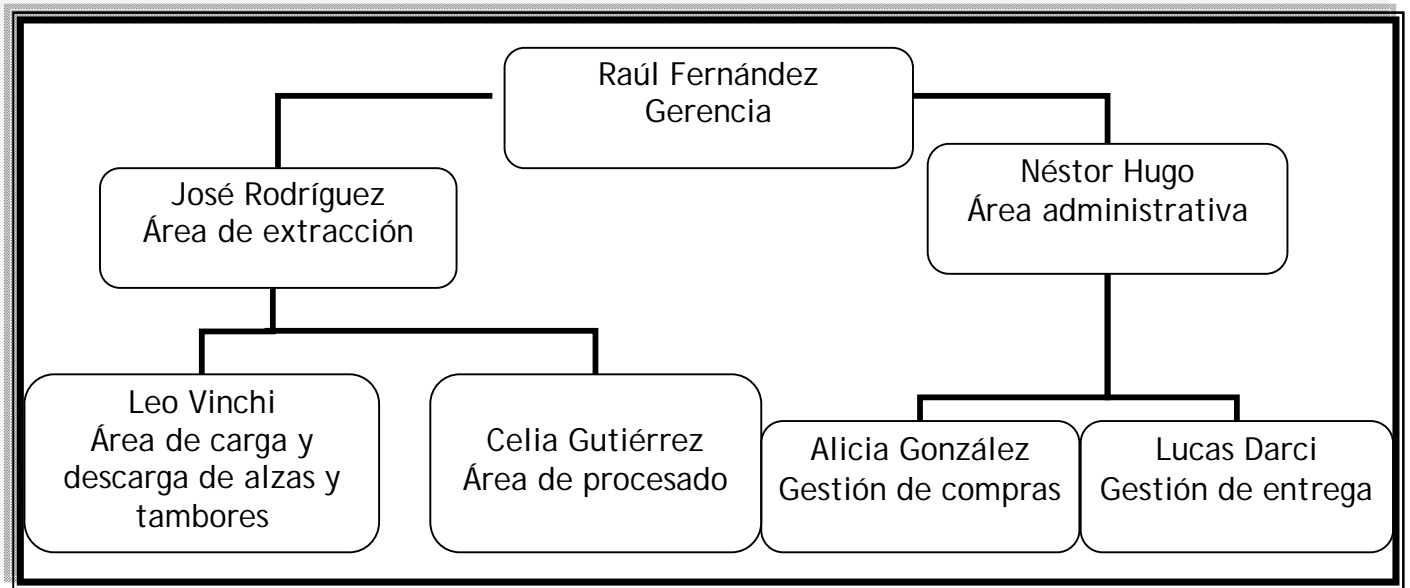 Raúl Fernández
Gerencia
José Rodríguez
Área de extracción
Néstor Hugo
Área administrativa
Leo Vinchi
Área de carga y
descarga de alzas y
tambores
Celia Gutiérrez
Área de procesado
Alicia González
Gestión de compras
Lucas Darci
Gestión de entrega